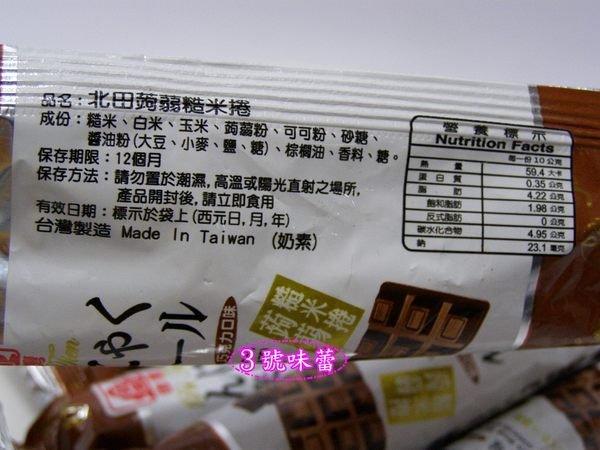 品名:北田蒟蒻糙米捲
成份:糙米、白米、玉米、蒟蒻粉、可可粉、砂糖、
醬油粉(大豆、小麥、鹽、糖)、棕櫚油、香料、糖。
保存期限:12個月
保存方法:請勿置於潮濕,高溫或陽光直射之場所,
產品開封後,請立即食用
有效日期:標示於袋上(西元日,月,年)
台灣製造 Made In Taiwan (奶素)
營養標示
Nutrition Facts
每一份10公克
熱量 59.4 大卡
蛋白質 0.35 公克
脂肪 4.22 公克
飽和脂肪 1.98 公克
反式脂肪 0 公克
碳水化合物 4.95 公克
鈉 23.1 毫克
糙米捲
蒟蒻
巧克力口味
3號味蕾